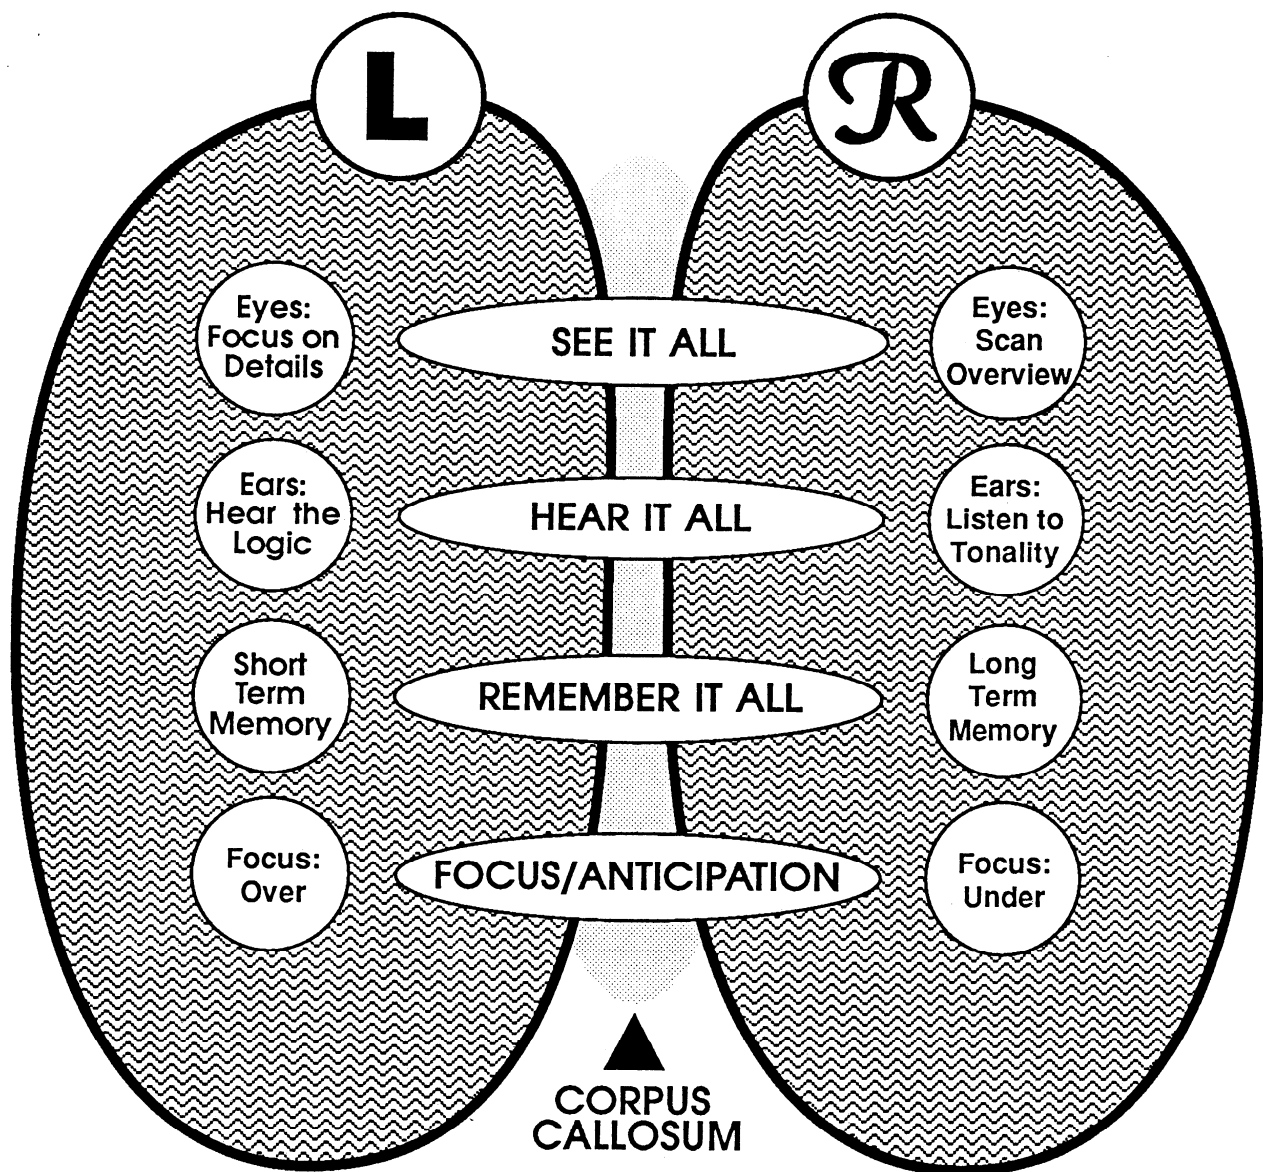 L
R
Eyes:
Focus on
Details
SEE IT ALL
Eyes:
Scan
Overview
Ears:
Hear the
Logic
HEAR IT ALL
Ears:
Listen to
Tonality
Short
Term
Memory
REMEMBER IT ALL
Long
Term
Memory
Focus:
Over
FOCUS/ANTICIPATION
Focus:
Under
CORPUS
CALLOSUM